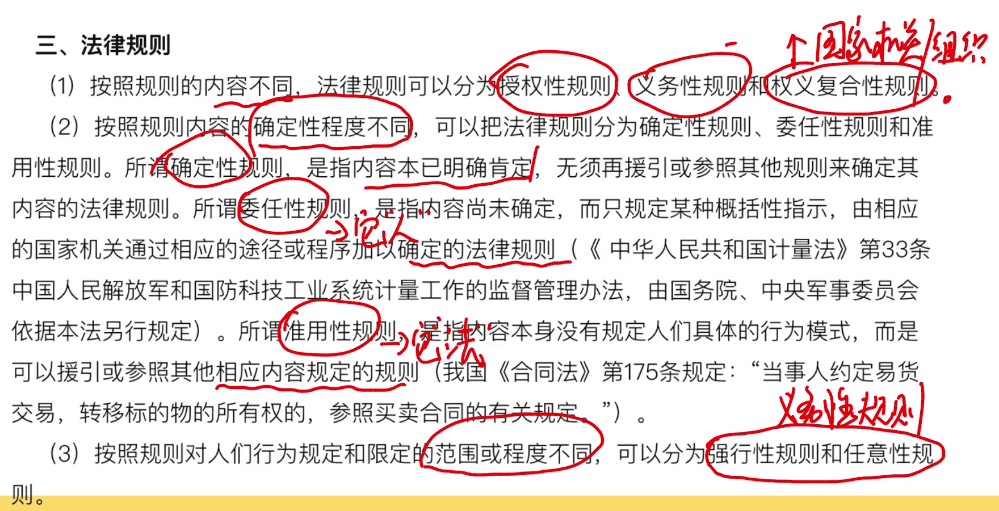 三、法律规则
↑国家机关/组织
（1）按照规则的内容不同，法律规则可以分为授权性规则、义务性规则和权义复合性规则。
（2）按照规则内容的确定性程度不同，可以把法律规则分为确定性规则、委任性规则和准
用性规则。所谓确定性规则，是指内容本已明确肯定，无须再援引或参照其他规则来确定其
内容的法律规则。所谓委任性规则，是指内容尚未确定，而只规定某种概括性指示，由相应
→“它人”
的国家机关通过相应的途径或程序加以确定的法律规则（《 中华人民共和国计量法》第33条
中国人民解放军和国防科技工业系统计量工作的监督管理办法，由国务院、中央军事委员会
依据本法另行规定）。所谓准用性规则，是指内容本身没有规定人们具体的行为模式，而是
→它“法”
可以援引或参照其他相应内容规定的规则（我国《合同法》第175条规定：“当事人约定易货
交易，转移标的物的所有权的，参照买卖合同的有关规定。”）。
义务性规则
（3）按照规则对人们行为规定和限定的范围或程度不同，可以分为强行性规则和任意性规
则。